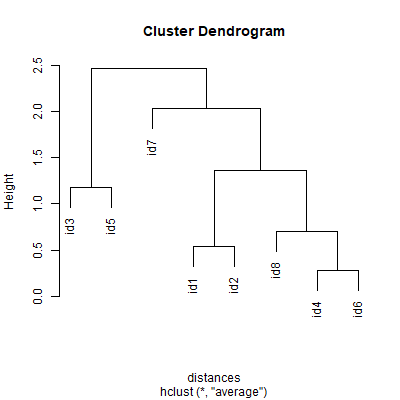 Cluster Dendrogram
Height
2.5
2.0
1.5
1.0
0.5
0.0
id3
id5
id7
id1
id2
id8
id4
id6
distances
hclust (*, "average")